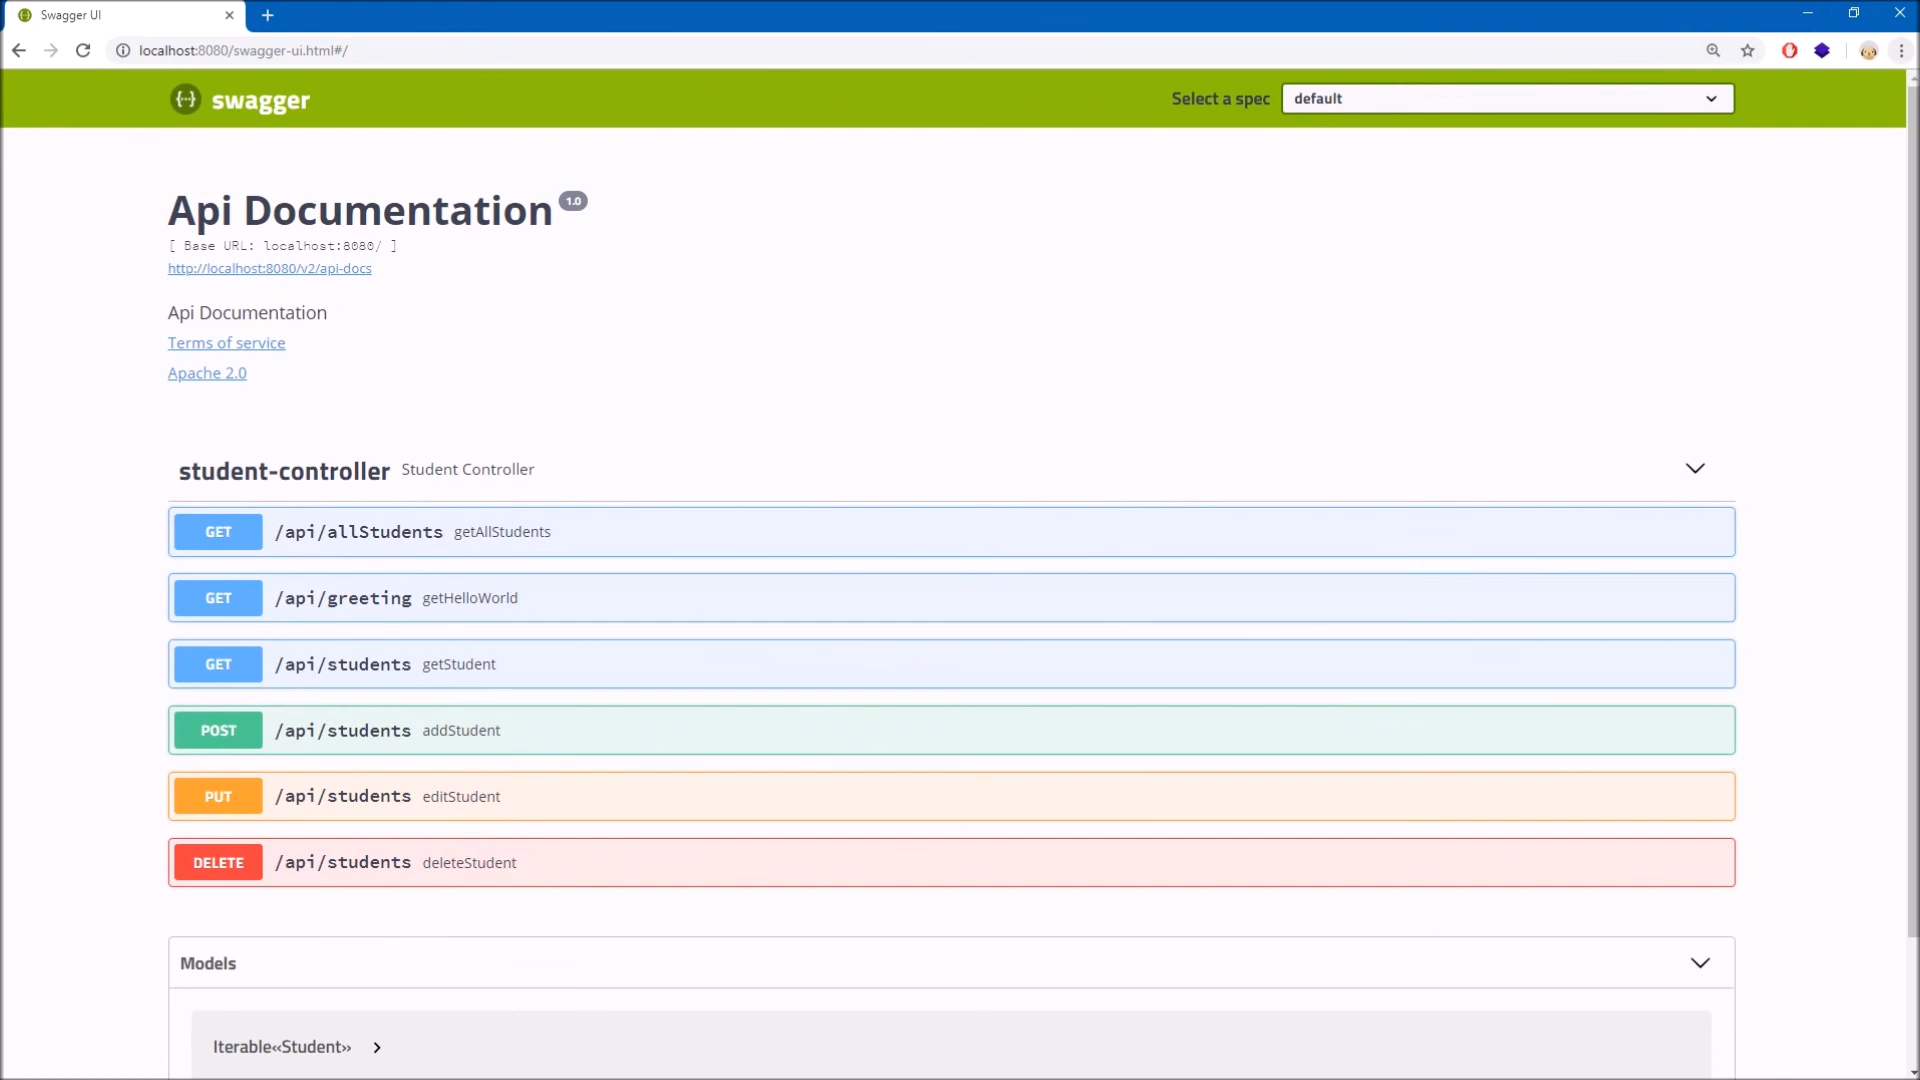 Swagger UI
localhost:8080/swagger-ui.html#/
swagger
Select a spec
default
Api Documentation 1.0
[ Base URL: localhost:8080/ ]
http://localhost:8080/v2/api-docs
Api Documentation
Terms of service
Apache 2.0
student-controller Student Controller
GET /api/allStudents getAllStudents
GET /api/greeting getHelloWorld
GET /api/students getStudent
POST /api/students addStudent
PUT /api/students editStudent
DELETE /api/students deleteStudent
Models
Iterable«Student»